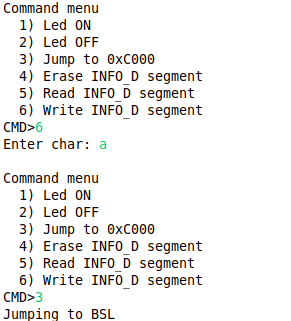 Command menu
1) Led ON
2) Led OFF
3) Jump to 0xC000
4) Erase INFO_D segment
5) Read INFO_D segment
6) Write INFO_D segment
CMD>6
Enter char: a
Command menu
1) Led ON
2) Led OFF
3) Jump to 0xC000
4) Erase INFO_D segment
5) Read INFO_D segment
6) Write INFO_D segment
CMD>3
Jumping to BSL